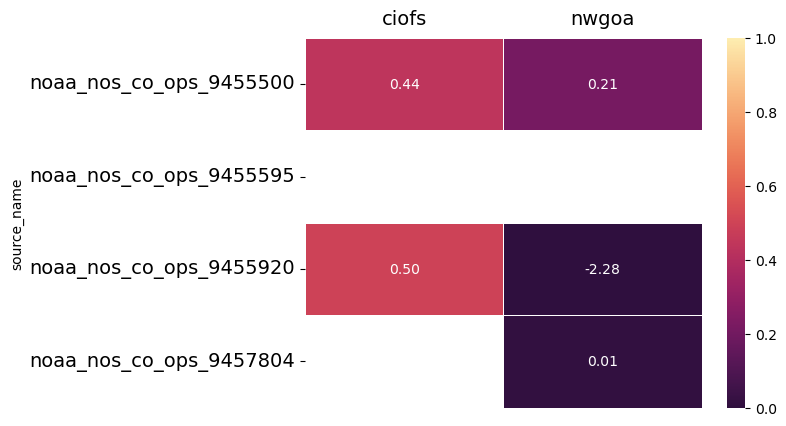 ciofs nwgoa
1.0
noaa_nos_co_ops_9455500 0.44 0.21
0.8
noaa_nos_co_ops_9455595
0.6
source_name
0.4
noaa_nos_co_ops_9455920 0.50 -2.28
0.2
noaa_nos_co_ops_9457804 0.01
0.0